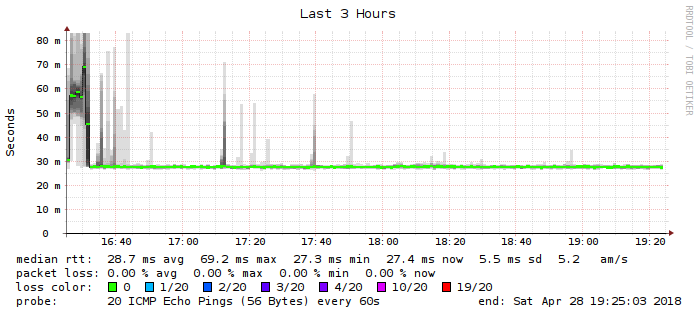 Last 3 Hours
RRDTOOL / TOBI OETIKER
Seconds
80 m
70 m
60 m
50 m
40 m
30 m
20 m
10 m
0
16:40 17:00 17:20 17:40 18:00 18:20 18:40 19:00 19:20
median rtt: 28.7 ms avg 69.2 ms max 27.3 ms min 27.4 ms now 5.5 ms sd 5.2 am/s
packet loss: 0.00 % avg 0.00 % max 0.00 % min 0.00 % now
loss color: 0 1/20 2/20 3/20 4/20 10/20 19/20
probe: 20 ICMP Echo Pings (56 Bytes) every 60s end: Sat Apr 28 19:25:03 2018